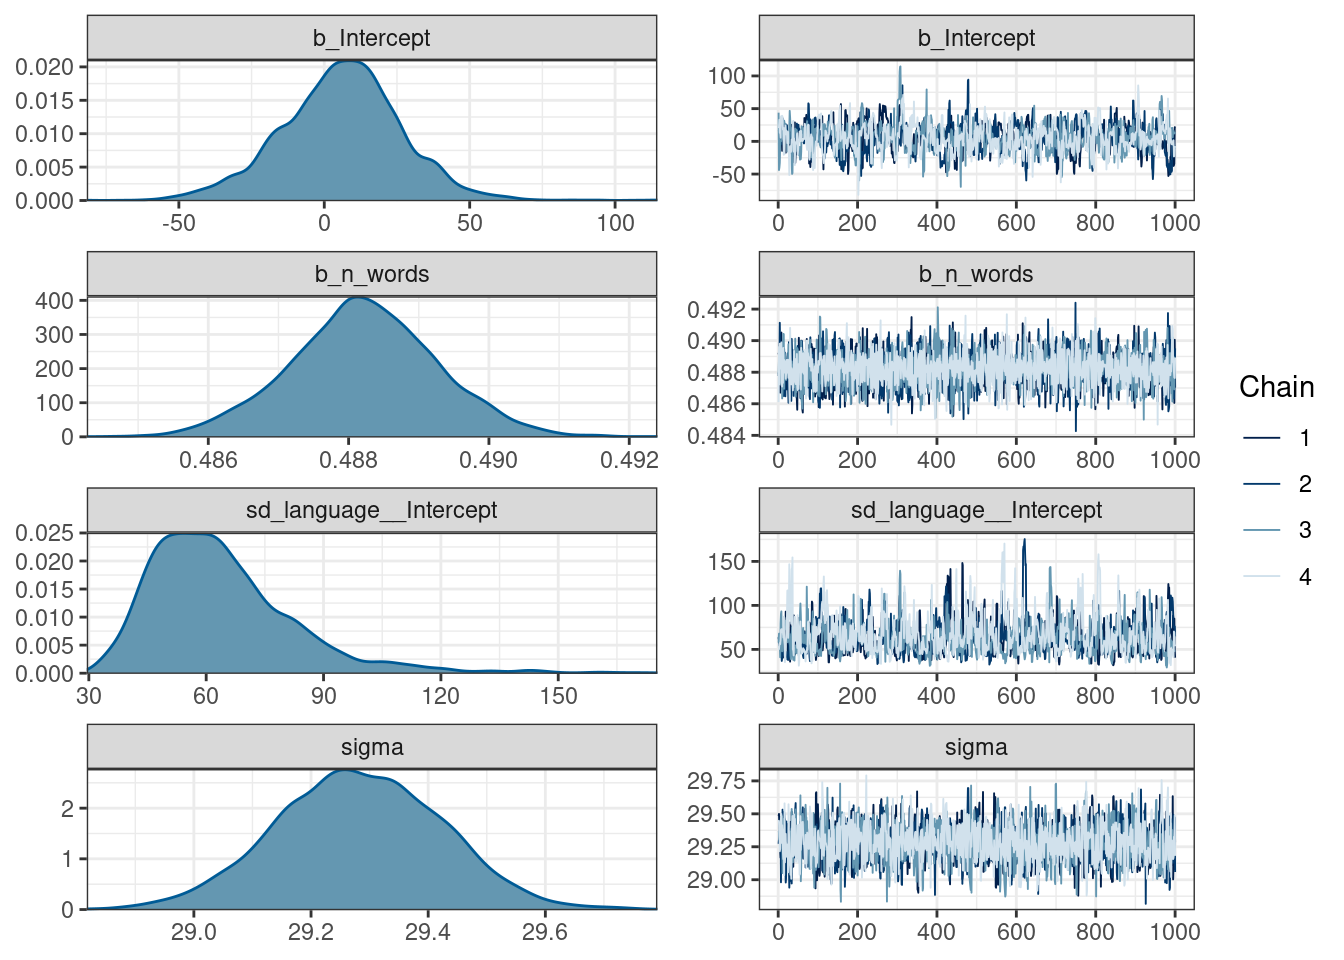 b_Intercept
0.020
0.015
0.010
0.005
0.000
-50 0 50 100
b_Intercept
100
50
0
-50
0 200 400 600 800 1000
b_n_words
400
300
200
100
0
0.486 0.488 0.490 0.492
b_n_words
0.492
0.490
0.488
0.486
0.484
0 200 400 600 800 1000
sd_language__Intercept
0.025
0.020
0.015
0.010
0.005
0.000
30 60 90 120 150
sd_language__Intercept
150
100
50
0 200 400 600 800 1000
sigma
2
1
0
29.0 29.2 29.4 29.6
sigma
29.75
29.50
29.25
29.00
0 200 400 600 800 1000
Chain
1
2
3
4